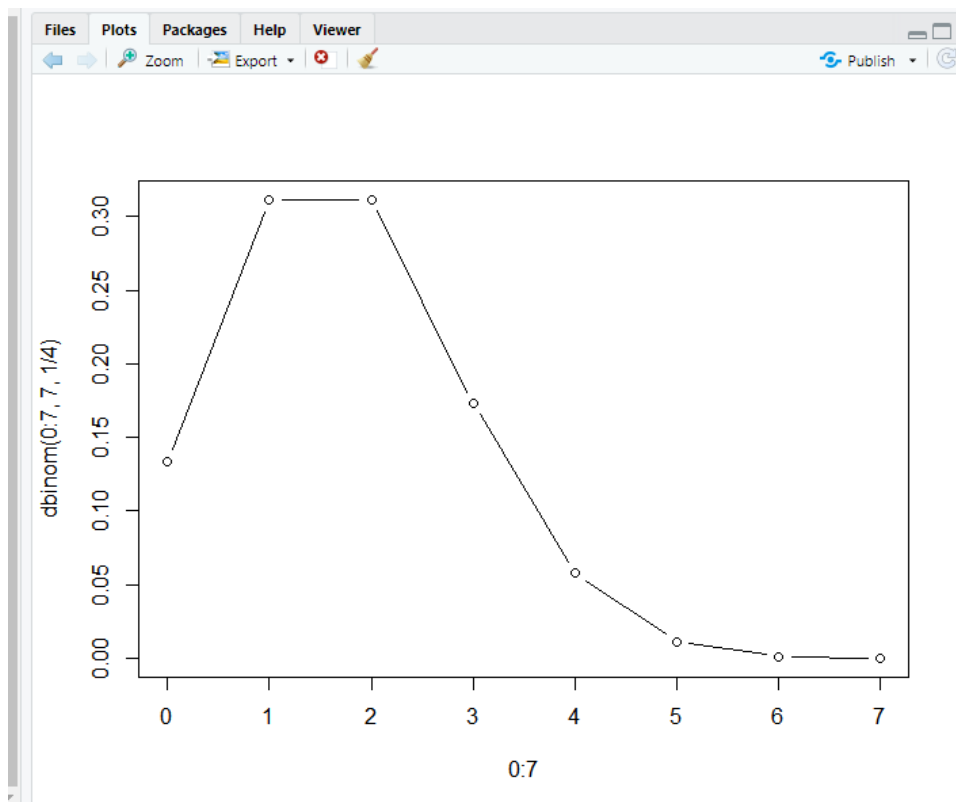 Files Plots Packages Help Viewer
Zoom Export Publish
dbinom(0:7, 7, 1/4)
0.30
0.25
0.20
0.15
0.10
0.05
0.00
0 1 2 3 4 5 6 7
0:7